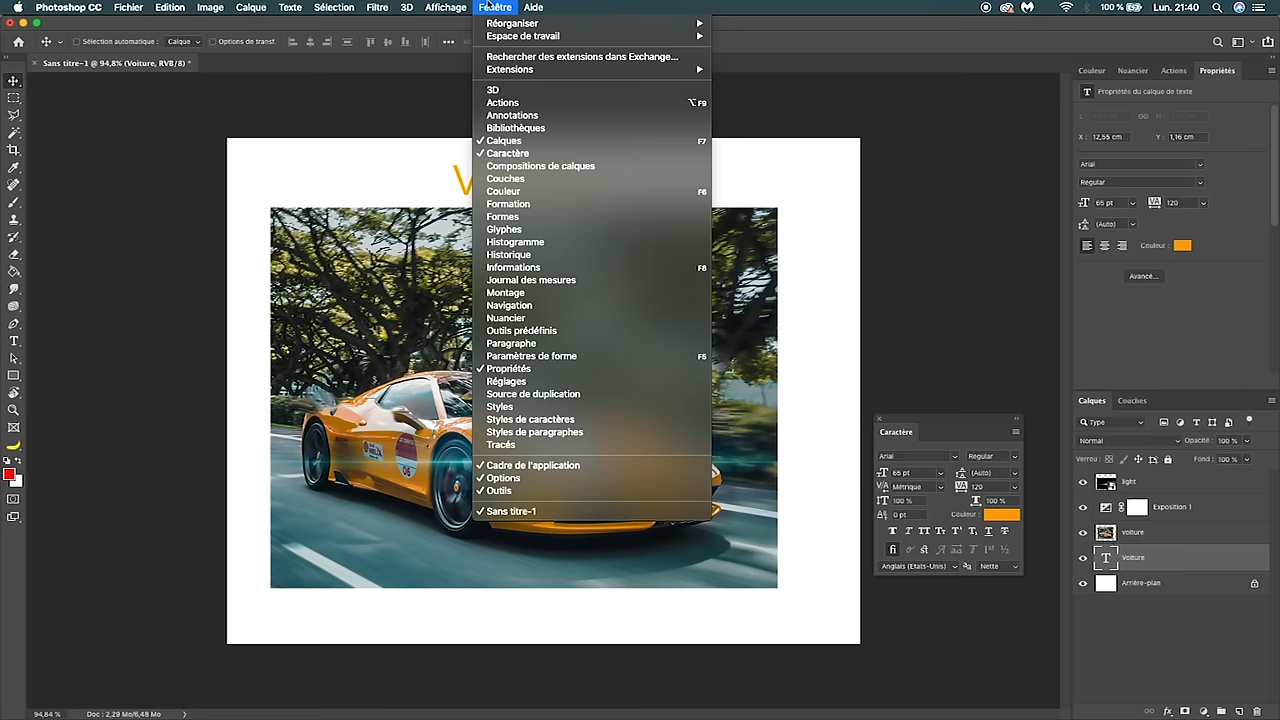 Photoshop CC Fichier Edition Image Calque Texte Sélection Filtre 3D Affichage Fenêtre Aide 100 % Lun. 21:40
Sélection automatique : Calque Options de transf.
Sans titre-1 @ 94,8% (Voiture, RVB/8) *
Réorganiser
Espace de travail
Rechercher des extensions dans Exchange...
Extensions
3D
Actions ⌥F9
Annotations
Bibliothèques
Calques F7
Caractère
Compositions de calques
Couches
Couleur F6
Formation
Formes
Glyphes
Histogramme
Historique
Informations F8
Journal des mesures
Montage
Navigation
Nuancier
Outils prédéfinis
Paragraphe
Paramètres de forme F5
Propriétés
Réglages
Source de duplication
Styles
Styles de caractères
Styles de paragraphes
Tracés
Cadre de l'application
Options
Outils
Sans titre-1
V
Couleur Nuancier Actions Propriétés
Propriétés du calque de texte
X : 12,55 cm Y : 1,16 cm
Arial
Regular
65 pt 120
(Auto)
Couleur :
Avancé...
Caractère
Arial Regular
65 pt (Auto)
Métrique 120
100 % 100 %
0 pt Couleur :
Anglais (Etats-Unis) Nette
Calques Couches
Type
Normal Opacité : 100 %
Verrou : Fond : 100 %
light
Exposition 1
voiture
Voiture
Arrière-plan
94,84 % Doc : 2,29 Mo/6,48 Mo